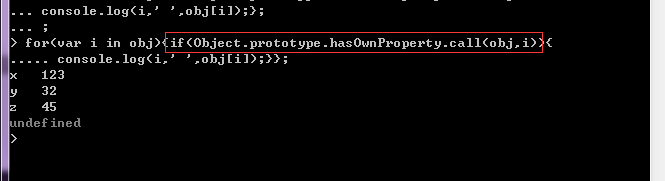 ... console.log(i,' ',obj[i]);};
... ;
> for(var i in obj){if(Object.prototype.hasOwnProperty.call(obj,i)){
..... console.log(i,' ',obj[i]);}};
x   123
y   32
z   45
undefined
>